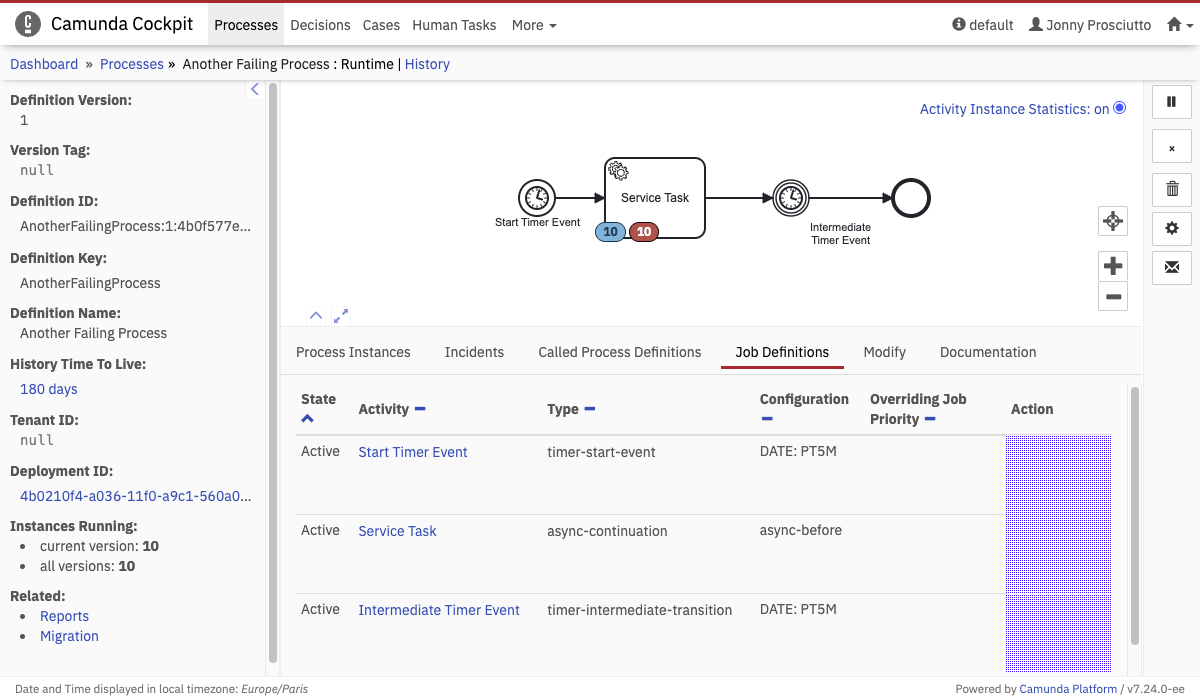 Camunda Cockpit
Processes Decisions Cases Human Tasks More
default Jonny Prosciutto
Dashboard » Processes » Another Failing Process : Runtime | History
Definition Version:
1
Version Tag:
null
Definition ID:
AnotherFailingProcess:1:4b0f577e...
Definition Key:
AnotherFailingProcess
Definition Name:
Another Failing Process
History Time To Live:
180 days
Tenant ID:
null
Deployment ID:
4b0210f4-a036-11f0-a9c1-560a0...
Instances Running:
• current version: 10
• all versions: 10
Related:
• Reports
• Migration
Activity Instance Statistics: on
Start Timer Event
Service Task
10 10
Intermediate
Timer Event
Process Instances Incidents Called Process Definitions Job Definitions Modify Documentation
State Activity Type Configuration Overriding Job Priority Action
Active Start Timer Event timer-start-event DATE: PT5M
Active Service Task async-continuation async-before
Active Intermediate Timer Event timer-intermediate-transition DATE: PT5M
Date and Time displayed in local timezone: Europe/Paris
Powered by Camunda Platform / v7.24.0-ee